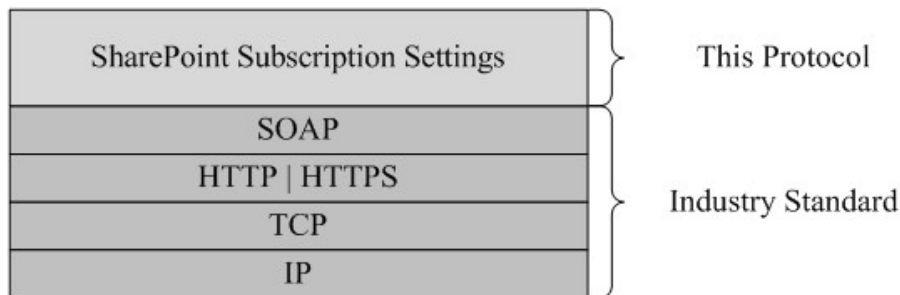 SharePoint Subscription Settings
This Protocol
SOAP
HTTP | HTTPS
TCP
IP
Industry Standard